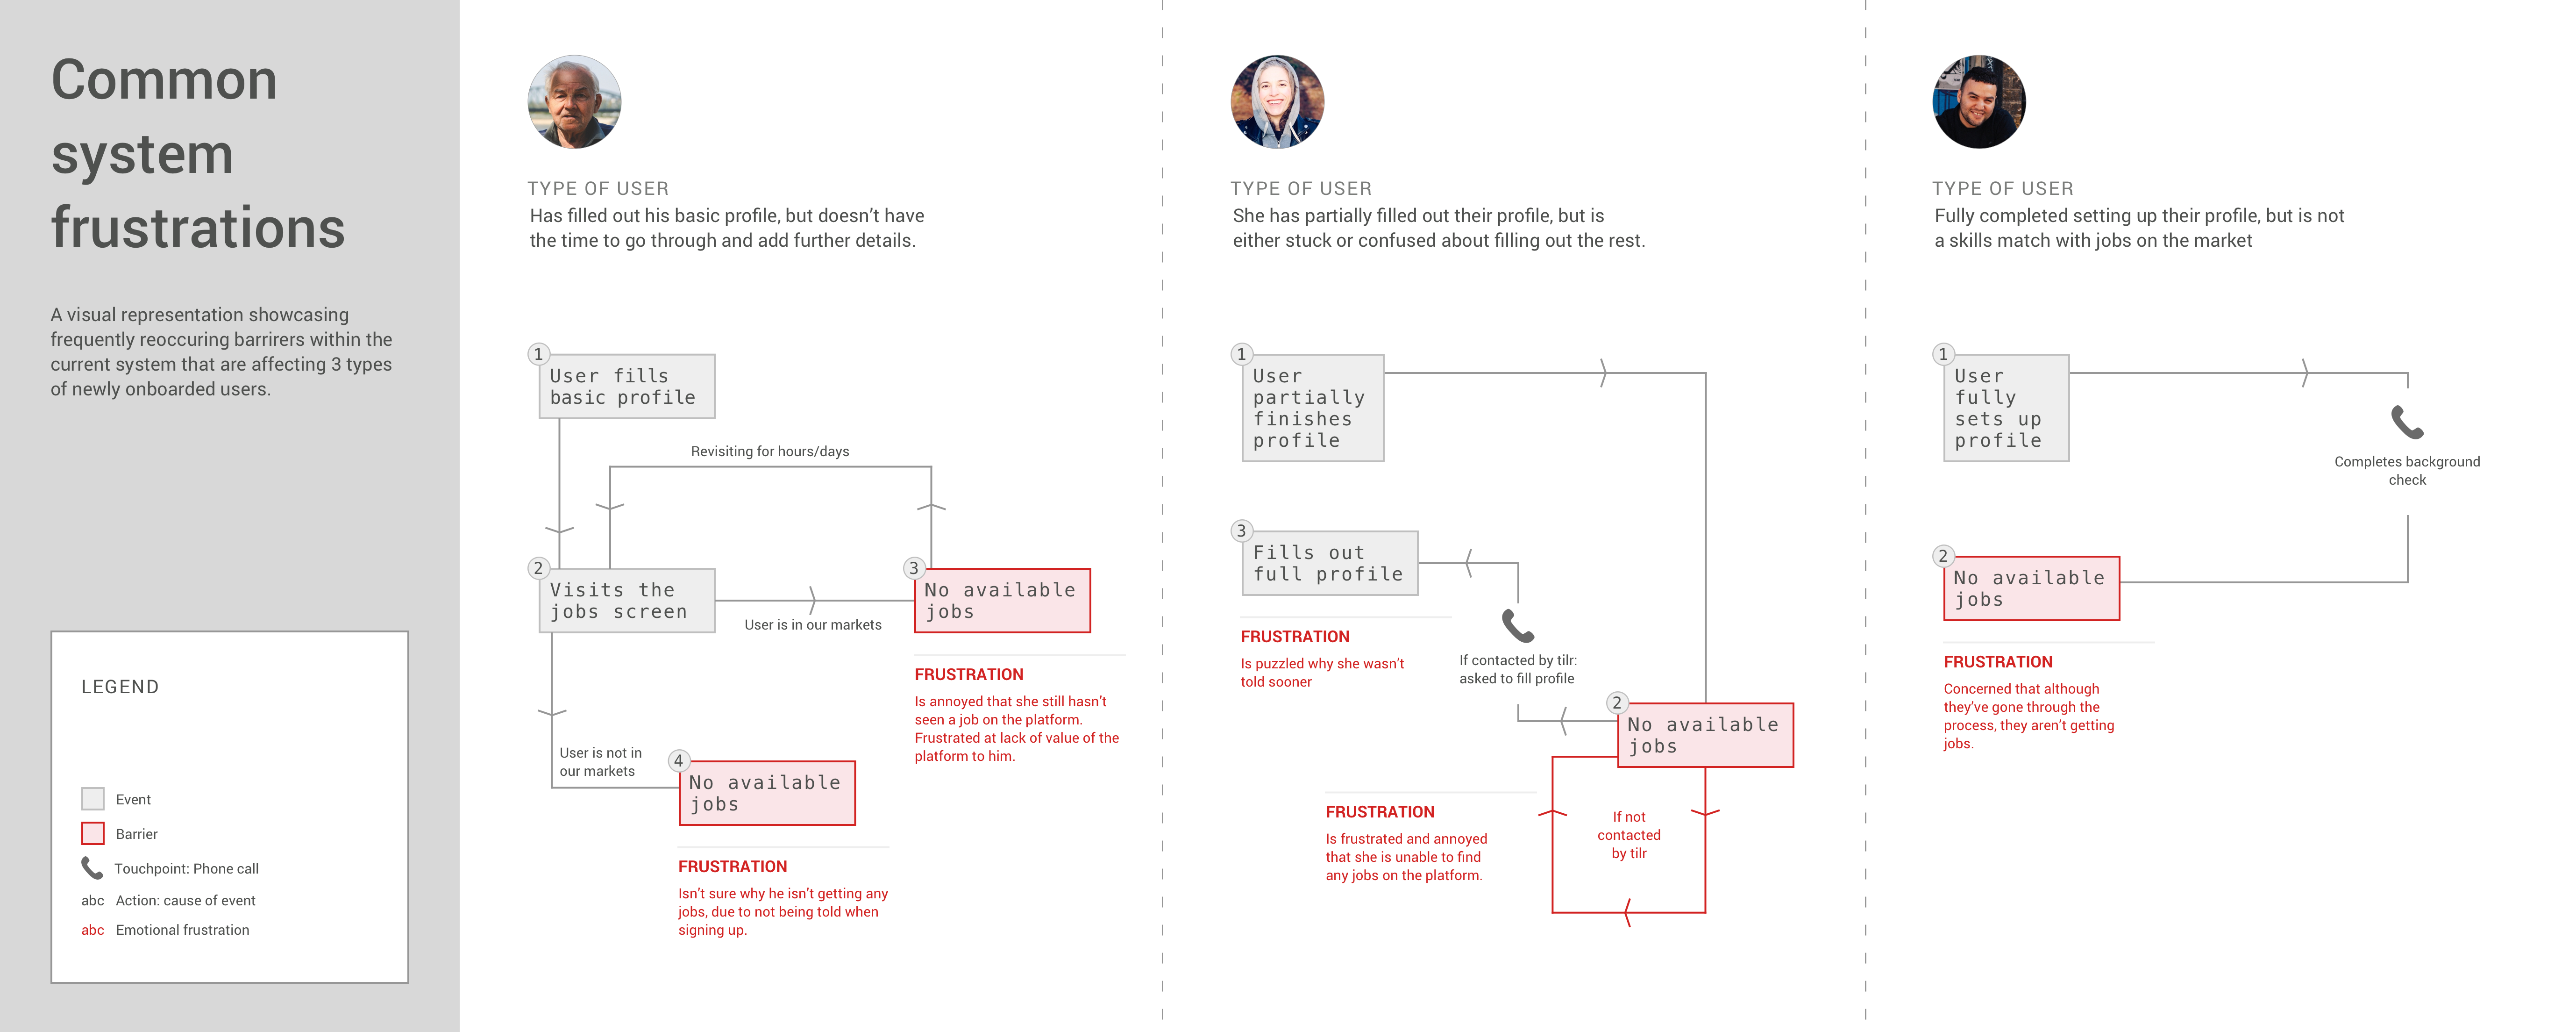 Common
system
frustrations
A visual representation showcasing
frequently reoccuring barrirers within the
current system that are affecting 3 types
of newly onboarded users.
LEGEND
Event
Barrier
Touchpoint: Phone call
abc Action: cause of event
abc Emotional frustration
TYPE OF USER
Has filled out his basic profile, but doesn't have
the time to go through and add further details.
1
User fills
basic profile
Revisiting for hours/days
2
Visits the
jobs screen
User is in our markets
3
No available
jobs
FRUSTRATION
Is annoyed that she still hasn't
seen a job on the platform.
Frustrated at lack of value of the
platform to him.
User is not in
our markets
4
No available
jobs
FRUSTRATION
Isn't sure why he isn't getting any
jobs, due to not being told when
signing up.
TYPE OF USER
She has partially filled out their profile, but is
either stuck or confused about filling out the rest.
1
User
partially
finishes
profile
3
Fills out
full profile
FRUSTRATION
Is puzzled why she wasn't
told sooner
If contacted by tilr:
asked to fill profile
2
No available
jobs
FRUSTRATION
Is frustrated and annoyed
that she is unable to find
any jobs on the platform.
If not
contacted
by tilr
TYPE OF USER
Fully completed setting up their profile, but is not
a skills match with jobs on the market
1
User
fully
sets up
profile
Completes background
check
2
No available
jobs
FRUSTRATION
Concerned that although
they've gone through the
process, they aren't getting
jobs.